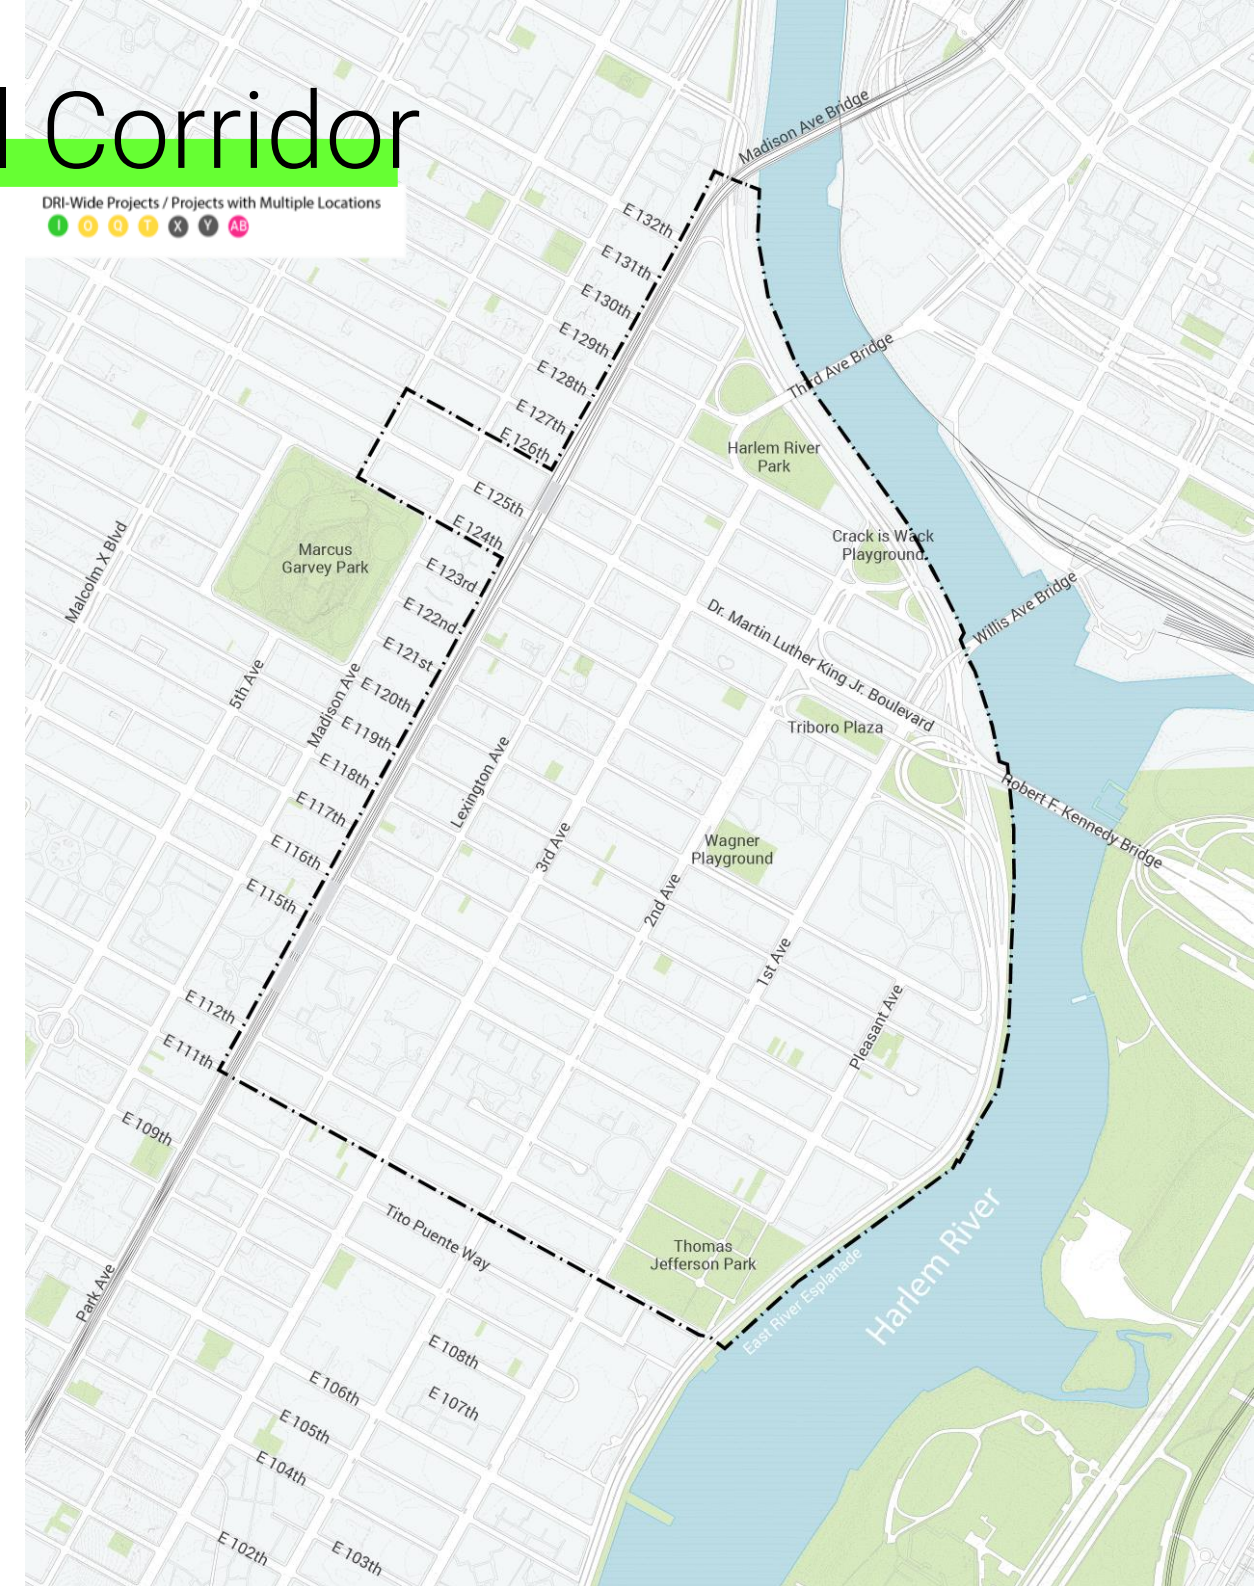 Corridor
DRI-Wide Projects / Projects with Multiple Locations
I O Q T X Y AB
Madison Ave Bridge
E 132th
E 131th
E 130th
E 129th
E 128th
E 127th
E 126th
E 125th
E 124th
E 123rd
E 122nd
E 121st
E 120th
E 119th
E 118th
E 117th
E 116th
E 115th
E 112th
E 111th
E 109th
Third Ave Bridge
Harlem River
Park
Crack is Wack
Playground
Willis Ave Bridge
Marcus
Garvey Park
Malcolm X Blvd
5th Ave
Madison Ave
Dr. Martin Luther King Jr. Boulevard
Triboro Plaza
Robert F. Kennedy Bridge
Lexington Ave
3rd Ave
Wagner
Playground
2nd Ave
1st Ave
Pleasant Ave
Tito Puente Way
Thomas
Jefferson Park
East River Esplanade
Harlem River
Park Ave
E 108th
E 107th
E 106th
E 105th
E 104th
E 103th
E 102th